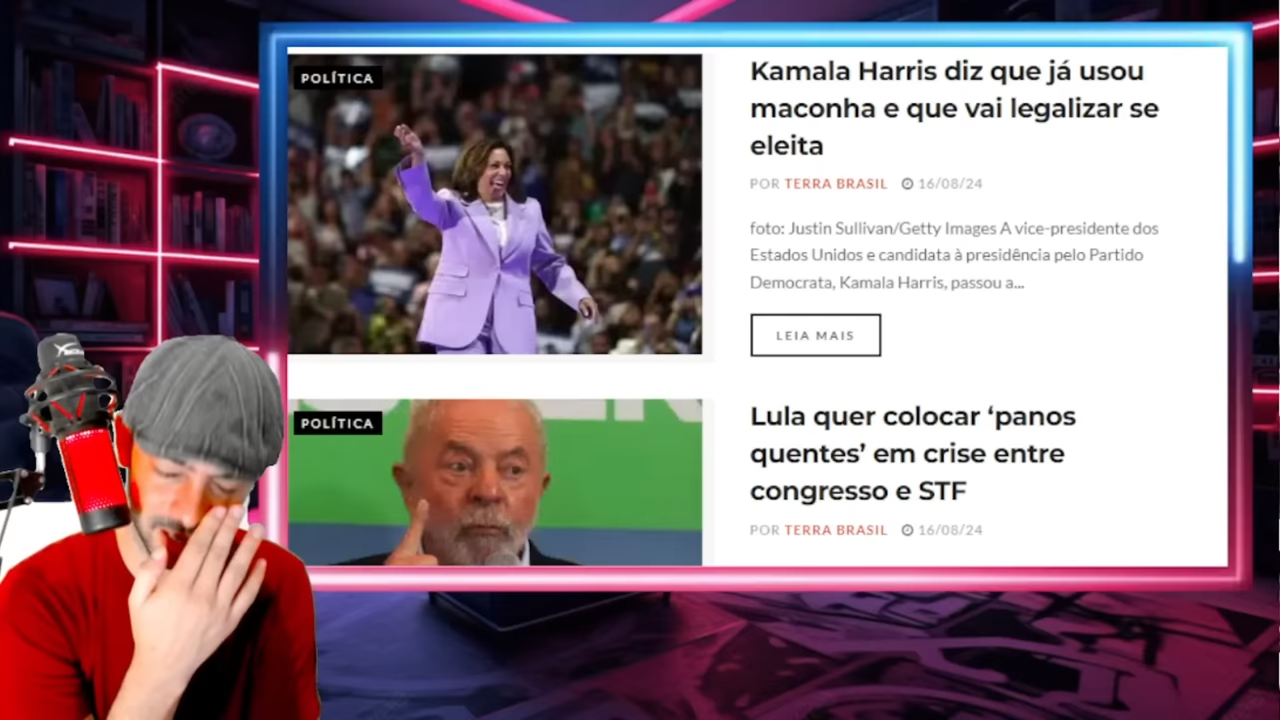 POLÍTICA
Kamala Harris diz que já usou
maconha e que vai legalizar se
eleita
POR TERRA BRASIL 16/08/24
foto: Justin Sullivan/Getty Images A vice-presidente dos
Estados Unidos e candidata à presidência pelo Partido
Democrata, Kamala Harris, passou a...
LEIA MAIS
POLÍTICA
Lula quer colocar ‘panos
quentes’ em crise entre
congresso e STF
POR TERRA BRASIL 16/08/24